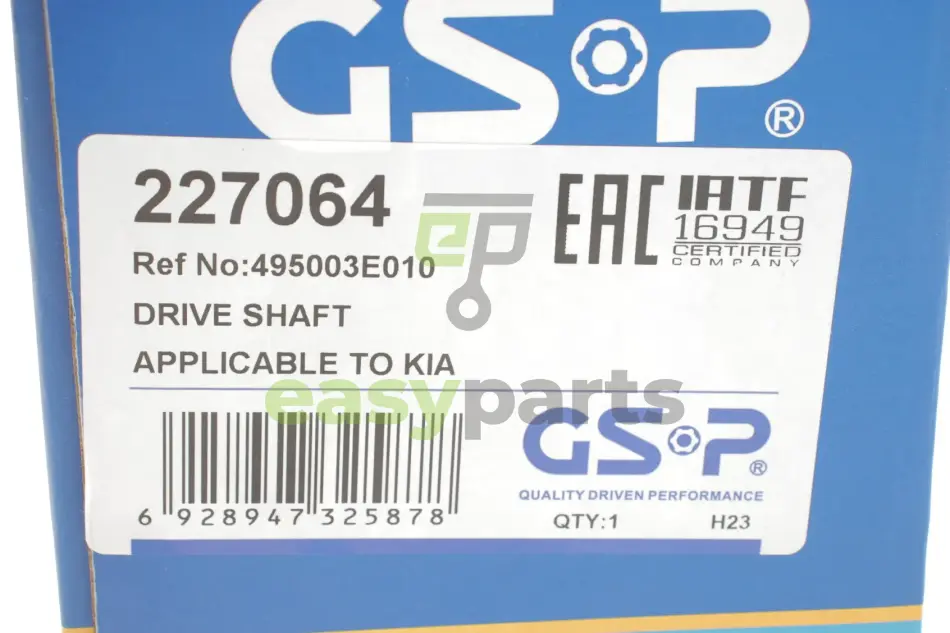 GSP®
227064
Ref No:495003E010
DRIVE SHAFT
APPLICABLE TO KIA
EAC
IATF
16949
CERTIFIED
COMPANY
ep
easyparts
6 928947 325878
GSP®
QUALITY DRIVEN PERFORMANCE
QTY:1 H23